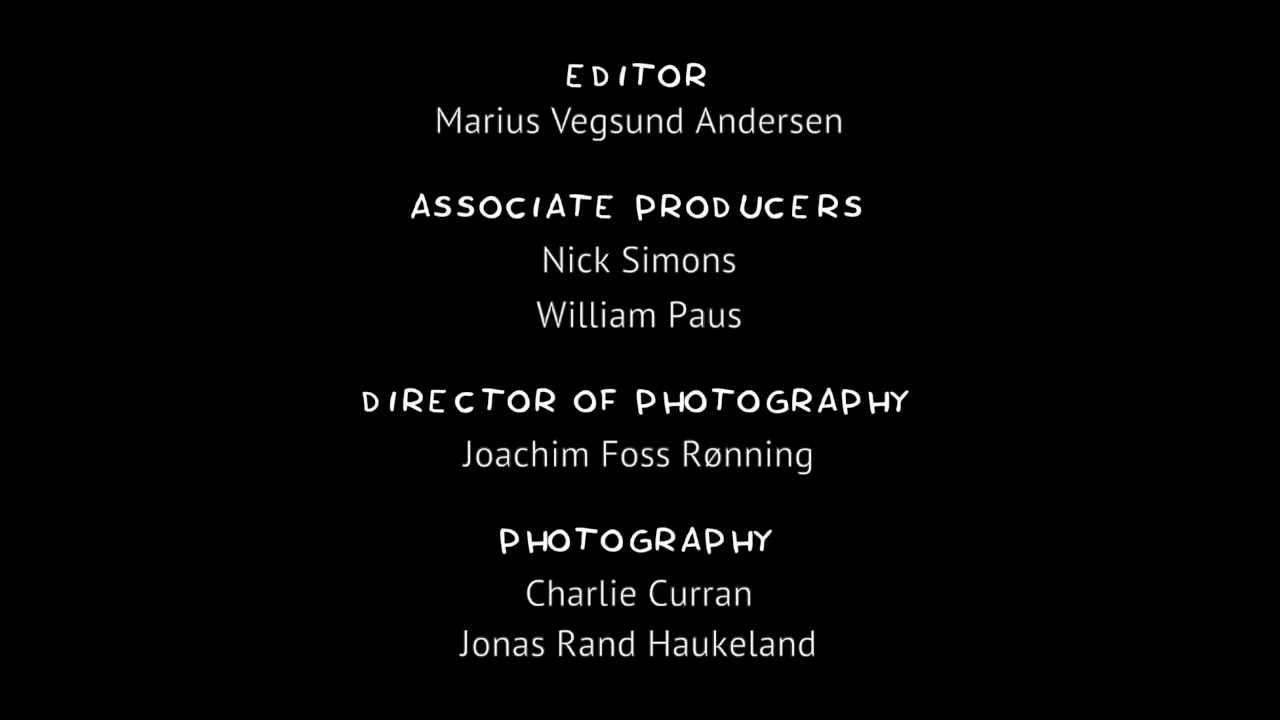 EDITOR
Marius Vegsund Andersen
ASSOCIATE PRODUCERS
Nick Simons
William Paus
DIRECTOR OF PHOTOGRAPHY
Joachim Foss Rønning
PHOTOGRAPHY
Charlie Curran
Jonas Rand Haukeland